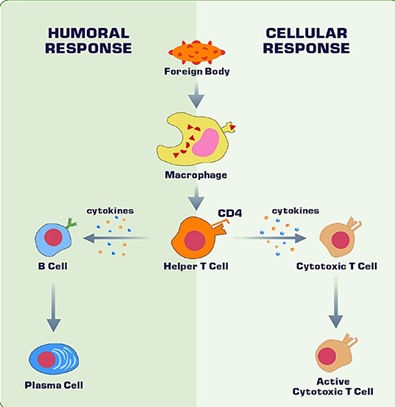 HUMORAL
RESPONSE
CELLULAR
RESPONSE
Foreign Body
Macrophage
cytokines
CD4
cytokines
B Cell
Helper T Cell
Cytotoxic T Cell
Plasma Cell
Active
Cytotoxic T Cell